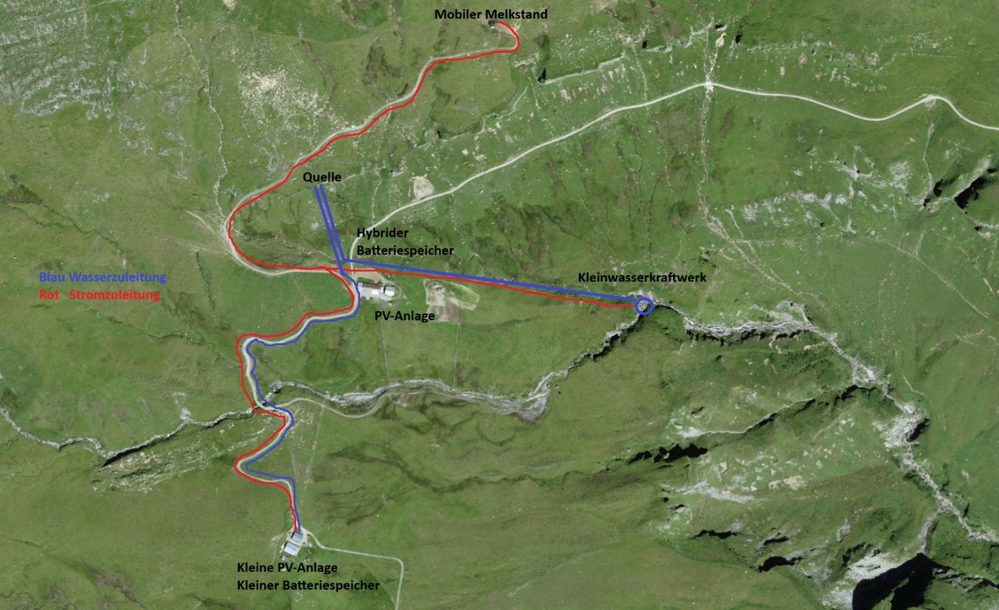 Mobiler Melkstand
Quelle
Hybrider
Batteriespeicher
Blau Wasserzuleitung
Rot Stromzuleitung
Kleinwasserkraftwerk
PV-Anlage
Kleine PV-Anlage
Kleiner Batteriespeicher